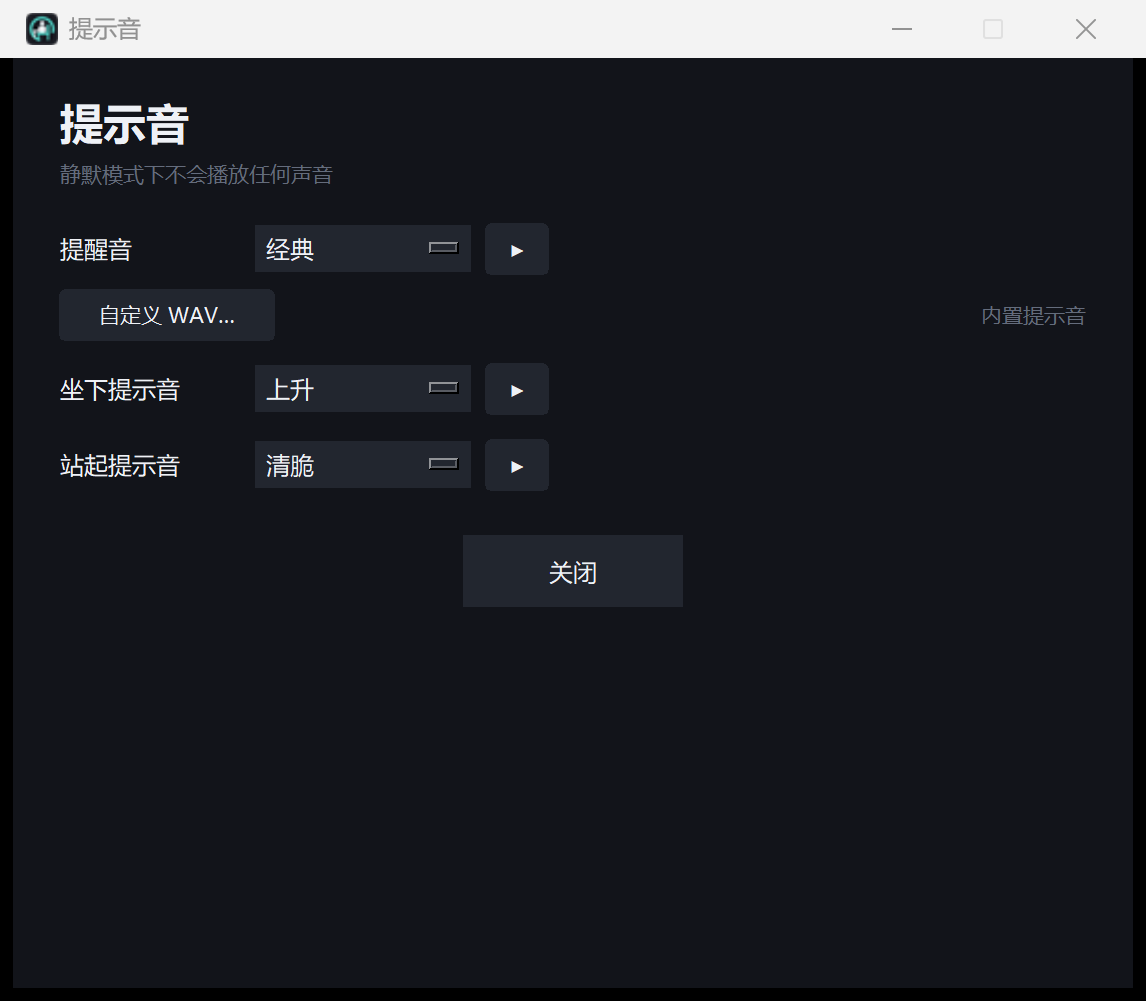 提示音
提示音
静默模式下不会播放任何声音
提醒音 经典 ▶
自定义 WAV... 内置提示音
坐下提示音 上升 ▶
站起提示音 清脆 ▶
关闭